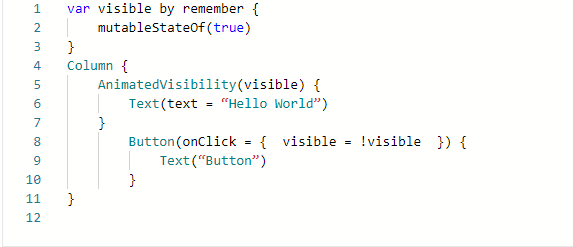 1 var visible by remember {
2     mutableStateOf(true)
3 }
4 Column {
5     AnimatedVisibility(visible) {
6         Text(text = “Hello World”)
7     }
8         Button(onClick = {  visible = !visible  }) {
9             Text(“Button”)
10         }
11 }
12